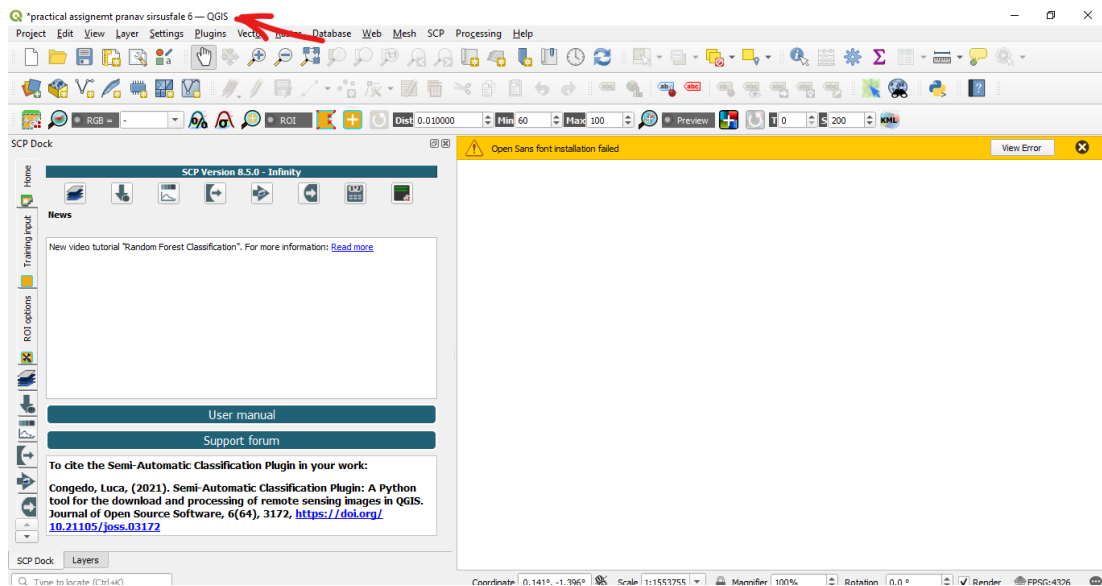 *practical assignemt pranav sirsusfale 6 — QGIS
Project Edit View Layer Settings Plugins Vector Database Web Mesh SCP Processing Help
RGB = - ROI Dist 0.010000 Min 60 Max 100 Preview T 0 S 200 KML
SCP Dock
Open Sans font installation failed
View Error
Home
Training input
ROI options
SCP Version 8.5.0 - Infinity
News
New video tutorial "Random Forest Classification". For more information: Read more
User manual
Support forum
To cite the Semi-Automatic Classification Plugin in your work:
Congedo, Luca, (2021). Semi-Automatic Classification Plugin: A Python
tool for the download and processing of remote sensing images in QGIS.
Journal of Open Source Software, 6(64), 3172, https://doi.org/
10.21105/joss.03172
SCP Dock Layers
Type to locate (Ctrl+K) Coordinate 0.141°, -1.396° Scale 1:1553755 Magnifier 100% Rotation 0.0 ° Render EPSG:4326